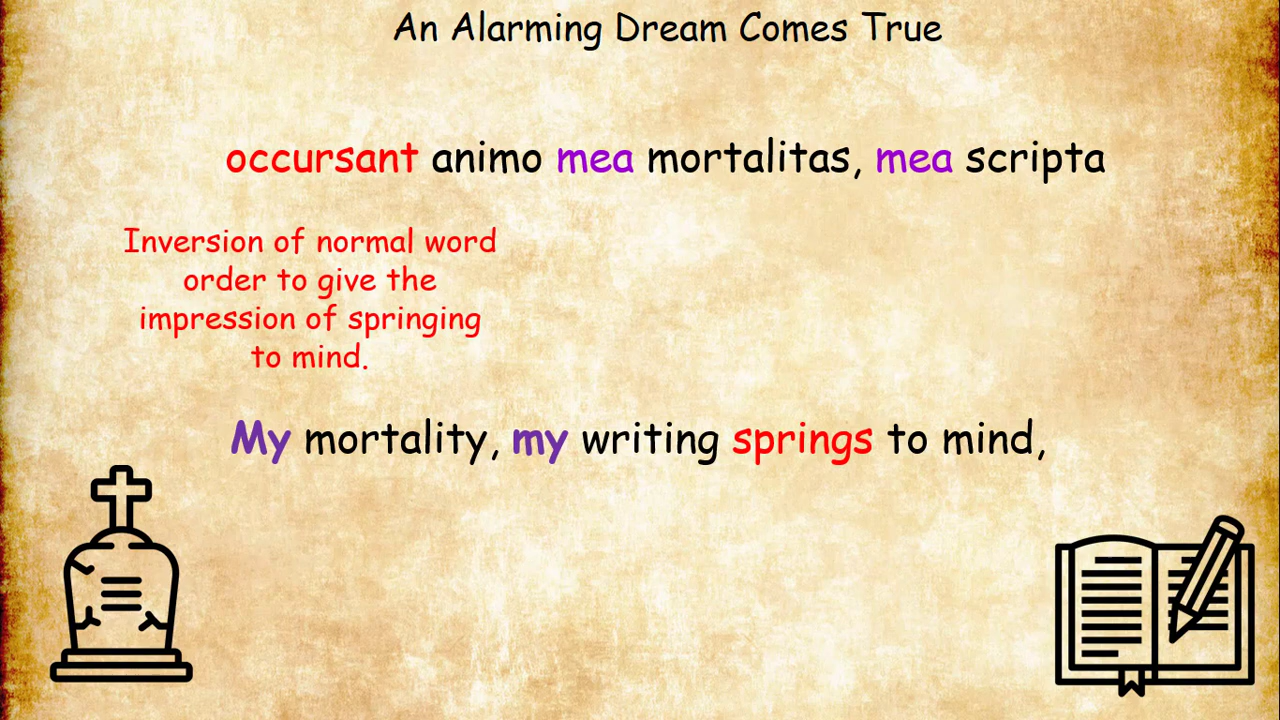 An Alarming Dream Comes True
occursant animo mea mortalitas, mea scripta
Inversion of normal word
order to give the
impression of springing
to mind.
My mortality, my writing springs to mind,